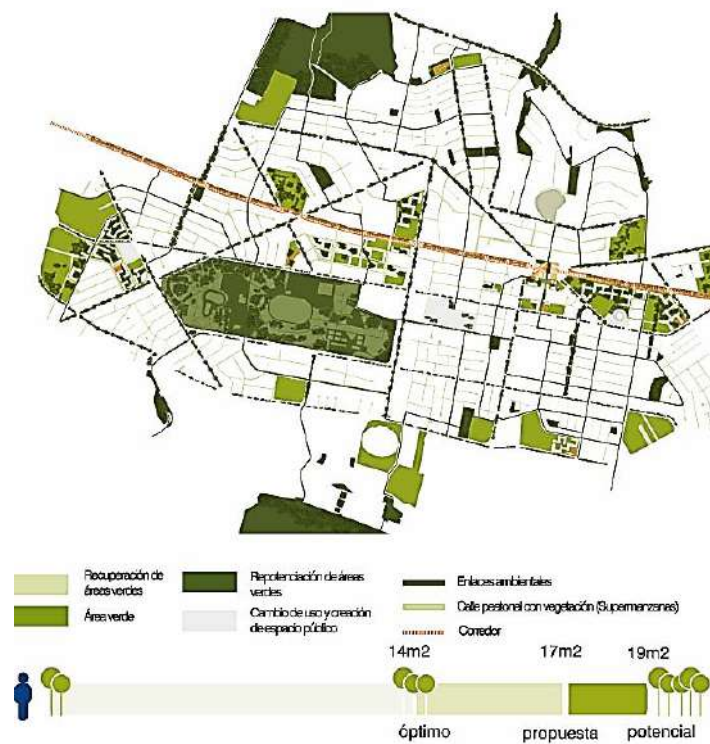 Recuperación de
áreas verdes
Área verde
Repotenciación de áreas
verdes
Cambio de uso y creación
de espacio público
Enlaces ambientales
Calle peatonal con vegetación (Supermanzanas)
Corredor
14m2
17m2
19m2
óptimo
propuesta
potencial